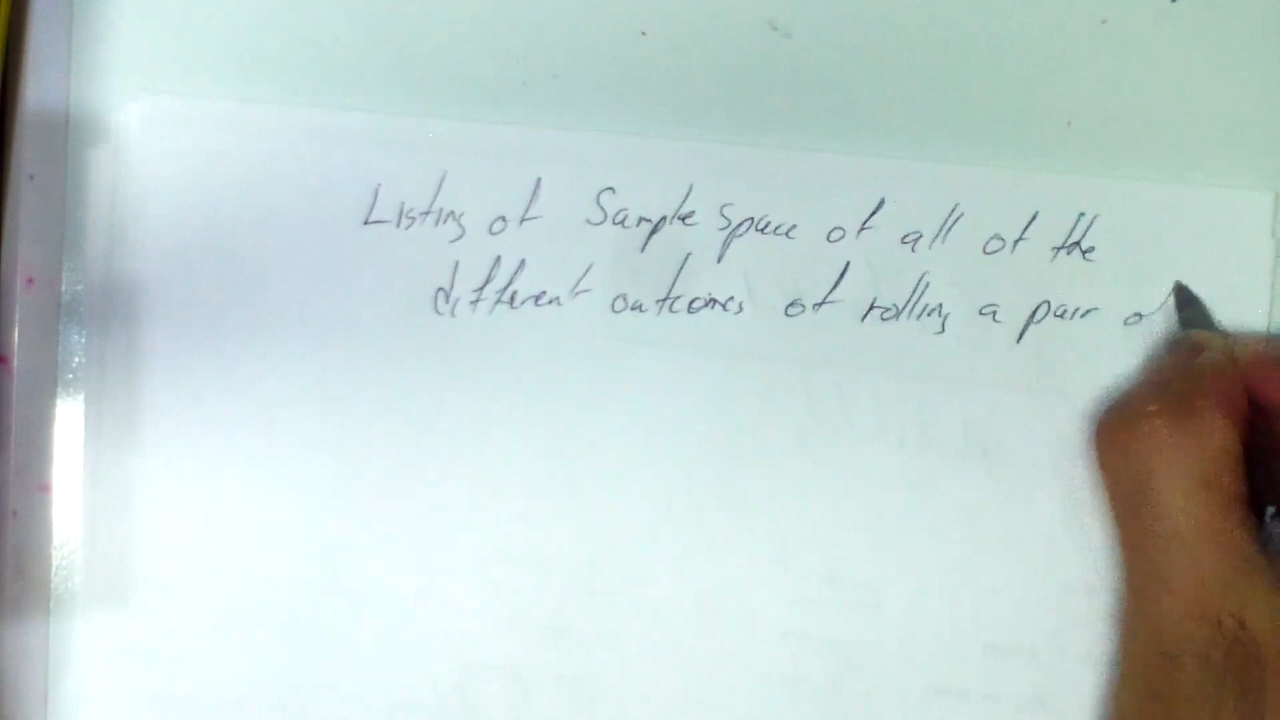 Listing of Sample Space of all of the
different outcomes of rolling a pair of